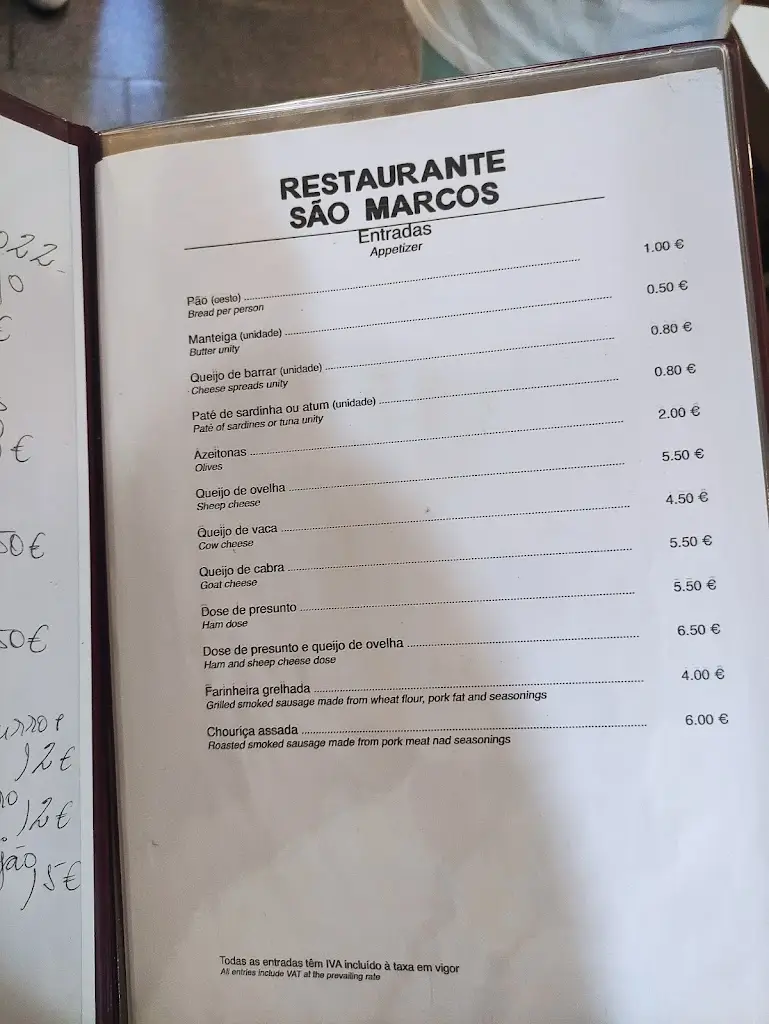 022
0
€
€
50€
50€
12€
12€
15€
RESTAURANTE
SÃO MARCOS
Entradas
Appetizer
Pão (cesto) 1.00 €
Bread per person
Manteiga (unidade) 0.50 €
Butter unity
Queijo de barrar (unidade) 0.80 €
Cheese spreads unity
Paté de sardinha ou atum (unidade) 0.80 €
Paté of sardines or tuna unity
Azeitonas 2.00 €
Olives
Queijo de ovelha 5.50 €
Sheep cheese
Queijo de vaca 4.50 €
Cow cheese
Queijo de cabra 5.50 €
Goat cheese
Dose de presunto 5.50 €
Ham dose
Dose de presunto e queijo de ovelha 6.50 €
Ham and sheep cheese dose
Farinheira grelhada 4.00 €
Grilled smoked sausage made from wheat flour, pork fat and seasonings
Chouriça assada 6.00 €
Roasted smoked sausage made from pork meat nad seasonings
Todas as entradas têm IVA incluído à taxa em vigor
All entries include VAT at the prevailing rate